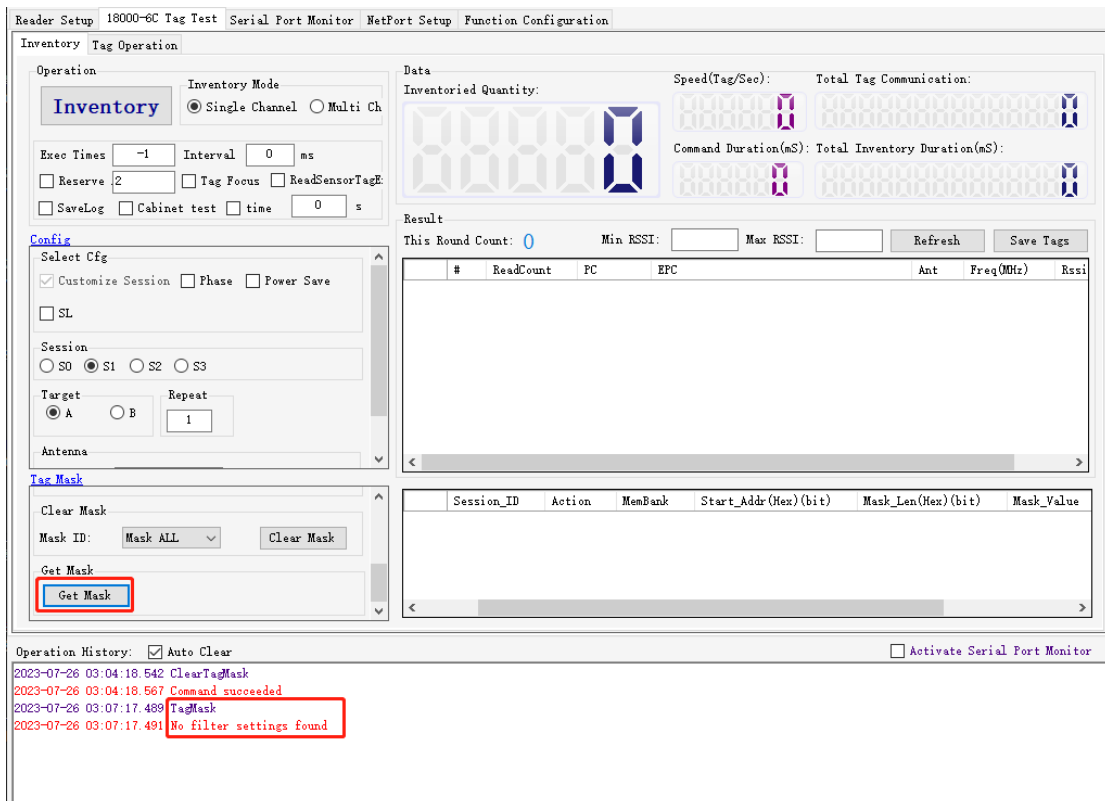 Reader Setup 18000-6C Tag Test Serial Port Monitor NetPort Setup Function Configuration
Inventory Tag Operation
Operation
Inventory
Inventory Mode
Single Channel Multi Ch
Exec Times -1 Interval 0 ms
Reserve .2 Tag Focus ReadSensorTagE:
SaveLog Cabinet test time 0 s
Data
Inventoried Quantity:
0
Speed(Tag/Sec): Total Tag Communication:
0 0
Command Duration(mS): Total Inventory Duration(mS):
0 0
Config
Select Cfg
Customize Session Phase Power Save
SL
Session
S0 S1 S2 S3
Target Repeat
A B 1
Antenna
Result
This Round Count: 0 Min RSSI: Max RSSI: Refresh Save Tags
# ReadCount PC EPC Ant Freq(MHz) Rssi
Tag Mask
Clear Mask
Mask ID: Mask ALL Clear Mask
Get Mask
Get Mask
Session_ID Action MemBank Start_Addr(Hex)(bit) Mask_Len(Hex)(bit) Mask_Value
Operation History: Auto Clear Activate Serial Port Monitor
2023-07-26 03:04:18.542 ClearTagMask
2023-07-26 03:04:18.567 Command succeeded
2023-07-26 03:07:17.489 TagMask
2023-07-26 03:07:17.491 No filter settings found